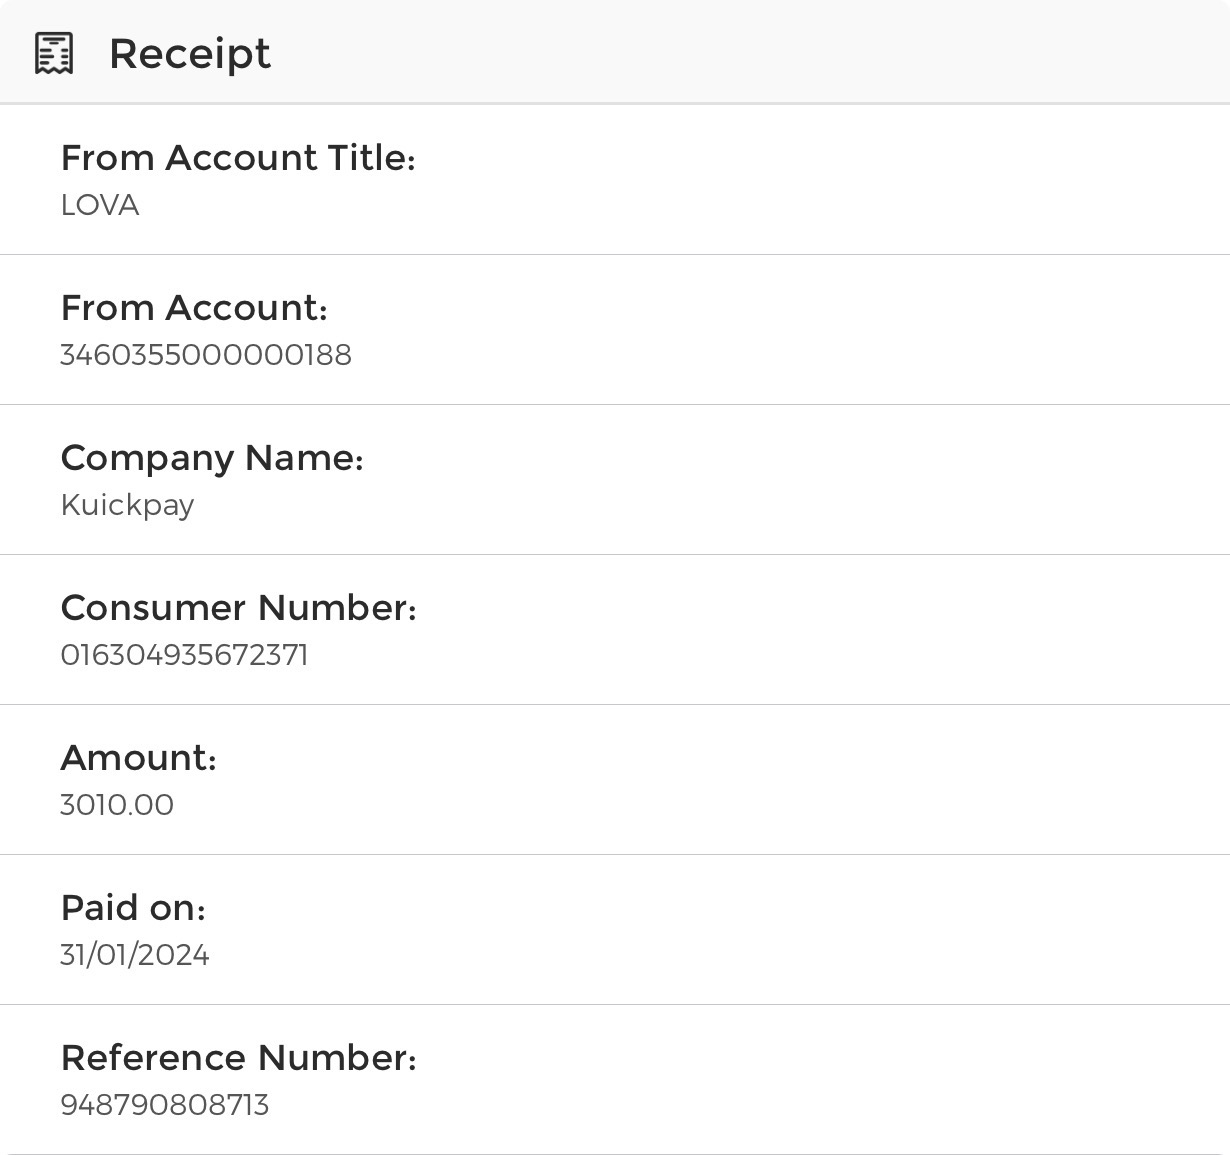 Receipt
From Account Title:
LOVA
From Account:
3460355000000188
Company Name:
Kuickpay
Consumer Number:
016304935672371
Amount:
3010.00
Paid on:
31/01/2024
Reference Number:
948790808713